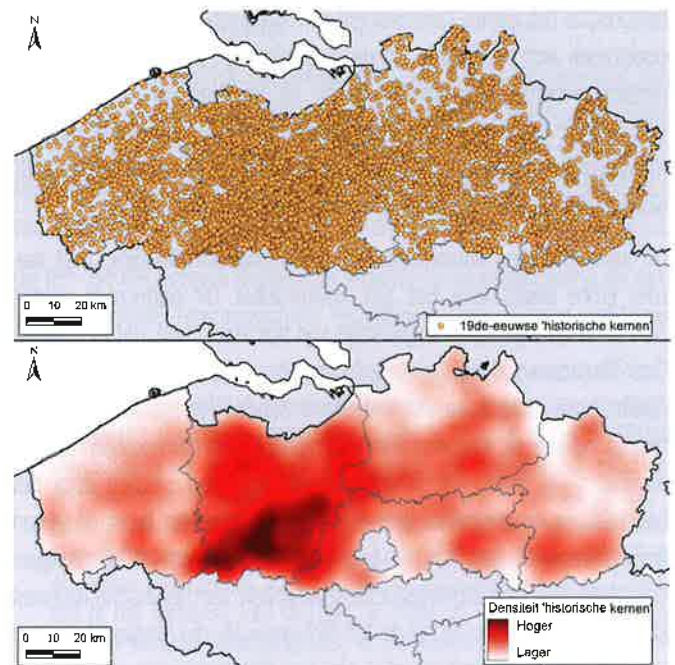 N
0 10 20 km
19de-eeuwse 'historische kernen'
N
Densiteit 'historische kernen'
Hoger
Lager
0 10 20 km